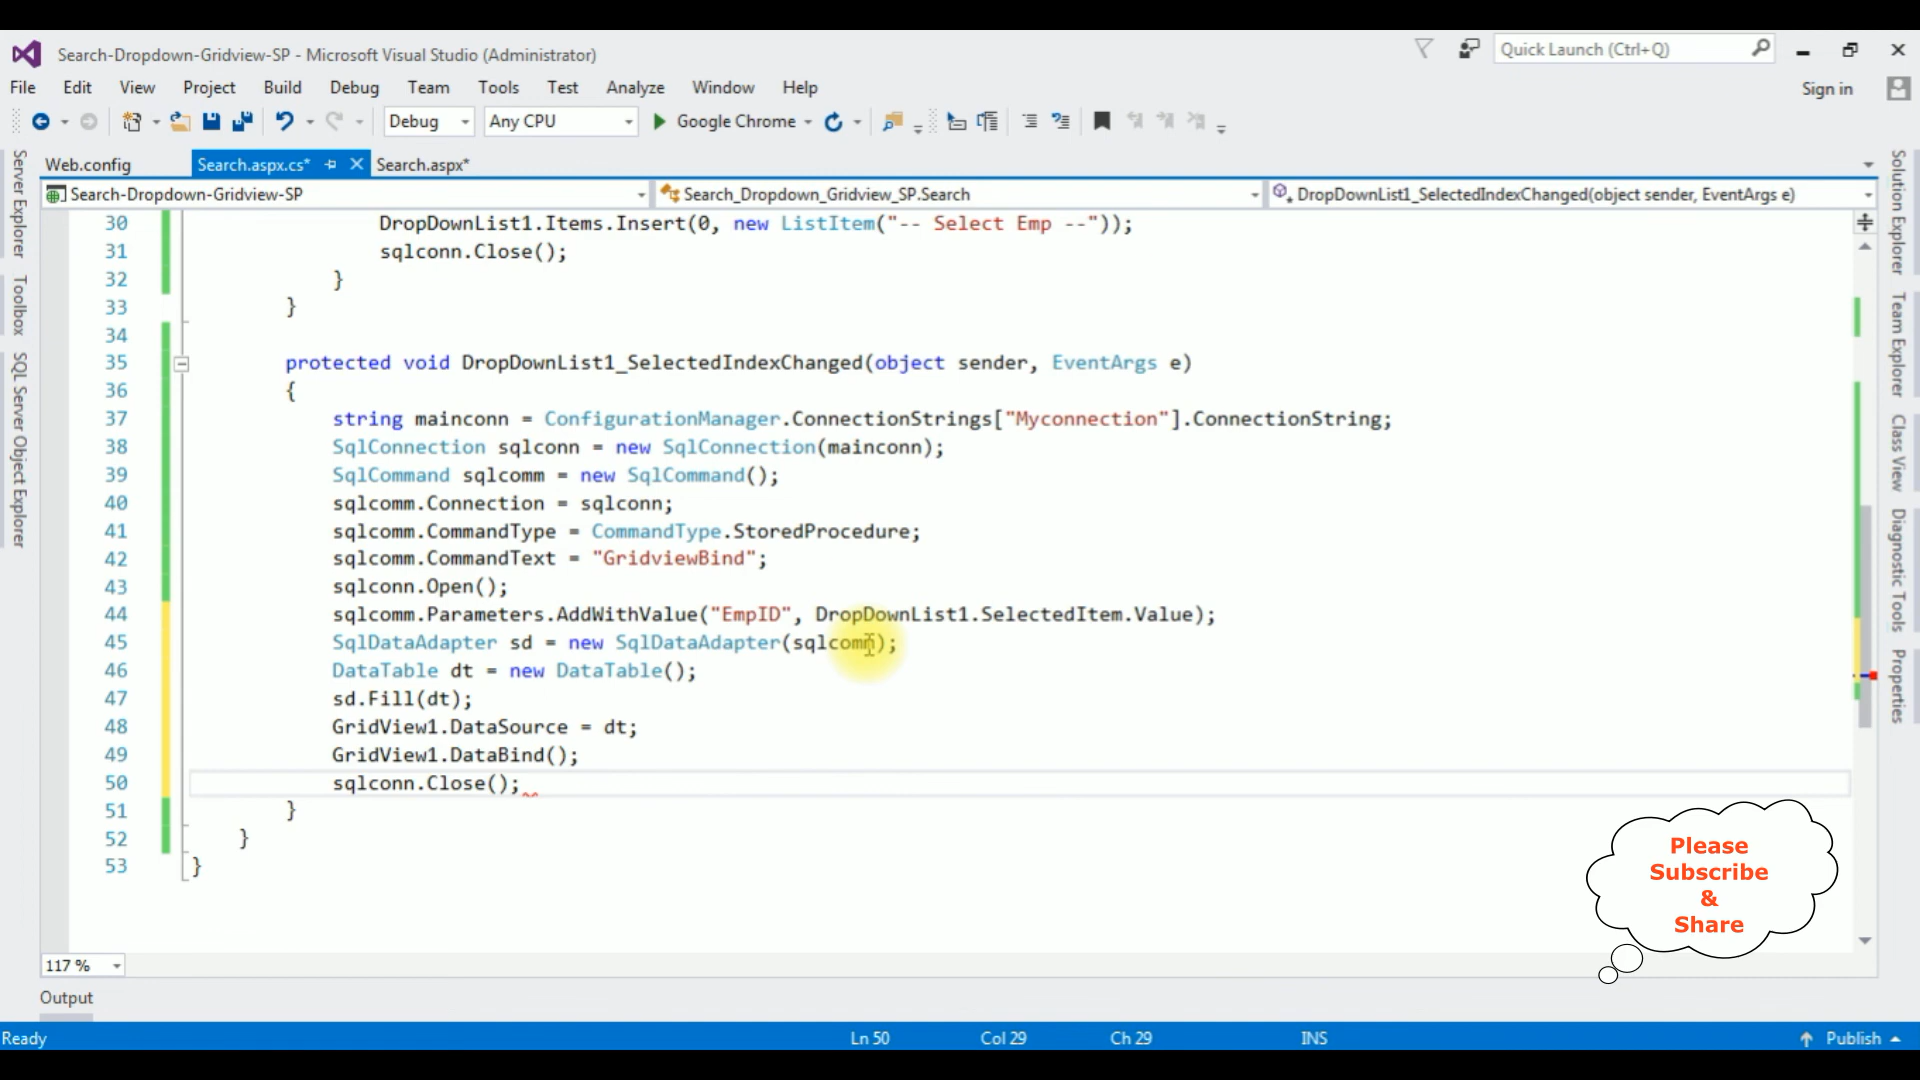 Search-Dropdown-Gridview-SP - Microsoft Visual Studio (Administrator)
Quick Launch (Ctrl+Q)
File Edit View Project Build Debug Team Tools Test Analyze Window Help
Sign in
Debug Any CPU Google Chrome
Web.config Search.aspx.cs* Search.aspx*
Search-Dropdown-Gridview-SP Search_Dropdown_Gridview_SP.Search DropDownList1_SelectedIndexChanged(object sender, EventArgs e)
Server Explorer
Toolbox
SQL Server Object Explorer
30 DropDownList1.Items.Insert(0, new ListItem("-- Select Emp --"));
31 sqlconn.Close();
32 }
33 }
34
35 protected void DropDownList1_SelectedIndexChanged(object sender, EventArgs e)
36 {
37 string mainconn = ConfigurationManager.ConnectionStrings["Myconnection"].ConnectionString;
38 SqlConnection sqlconn = new SqlConnection(mainconn);
39 SqlCommand sqlcomm = new SqlCommand();
40 sqlcomm.Connection = sqlconn;
41 sqlcomm.CommandType = CommandType.StoredProcedure;
42 sqlcomm.CommandText = "GridviewBind";
43 sqlconn.Open();
44 sqlcomm.Parameters.AddWithValue("EmpID", DropDownList1.SelectedItem.Value);
45 SqlDataAdapter sd = new SqlDataAdapter(sqlcomm);
46 DataTable dt = new DataTable();
47 sd.Fill(dt);
48 GridView1.DataSource = dt;
49 GridView1.DataBind();
50 sqlconn.Close();
51 }
52 }
53 }
Solution Explorer
Team Explorer
Class View
Diagnostic Tools
Properties
Please
Subscribe
&
Share
117 %
Output
Ready Ln 50 Col 29 Ch 29 INS Publish